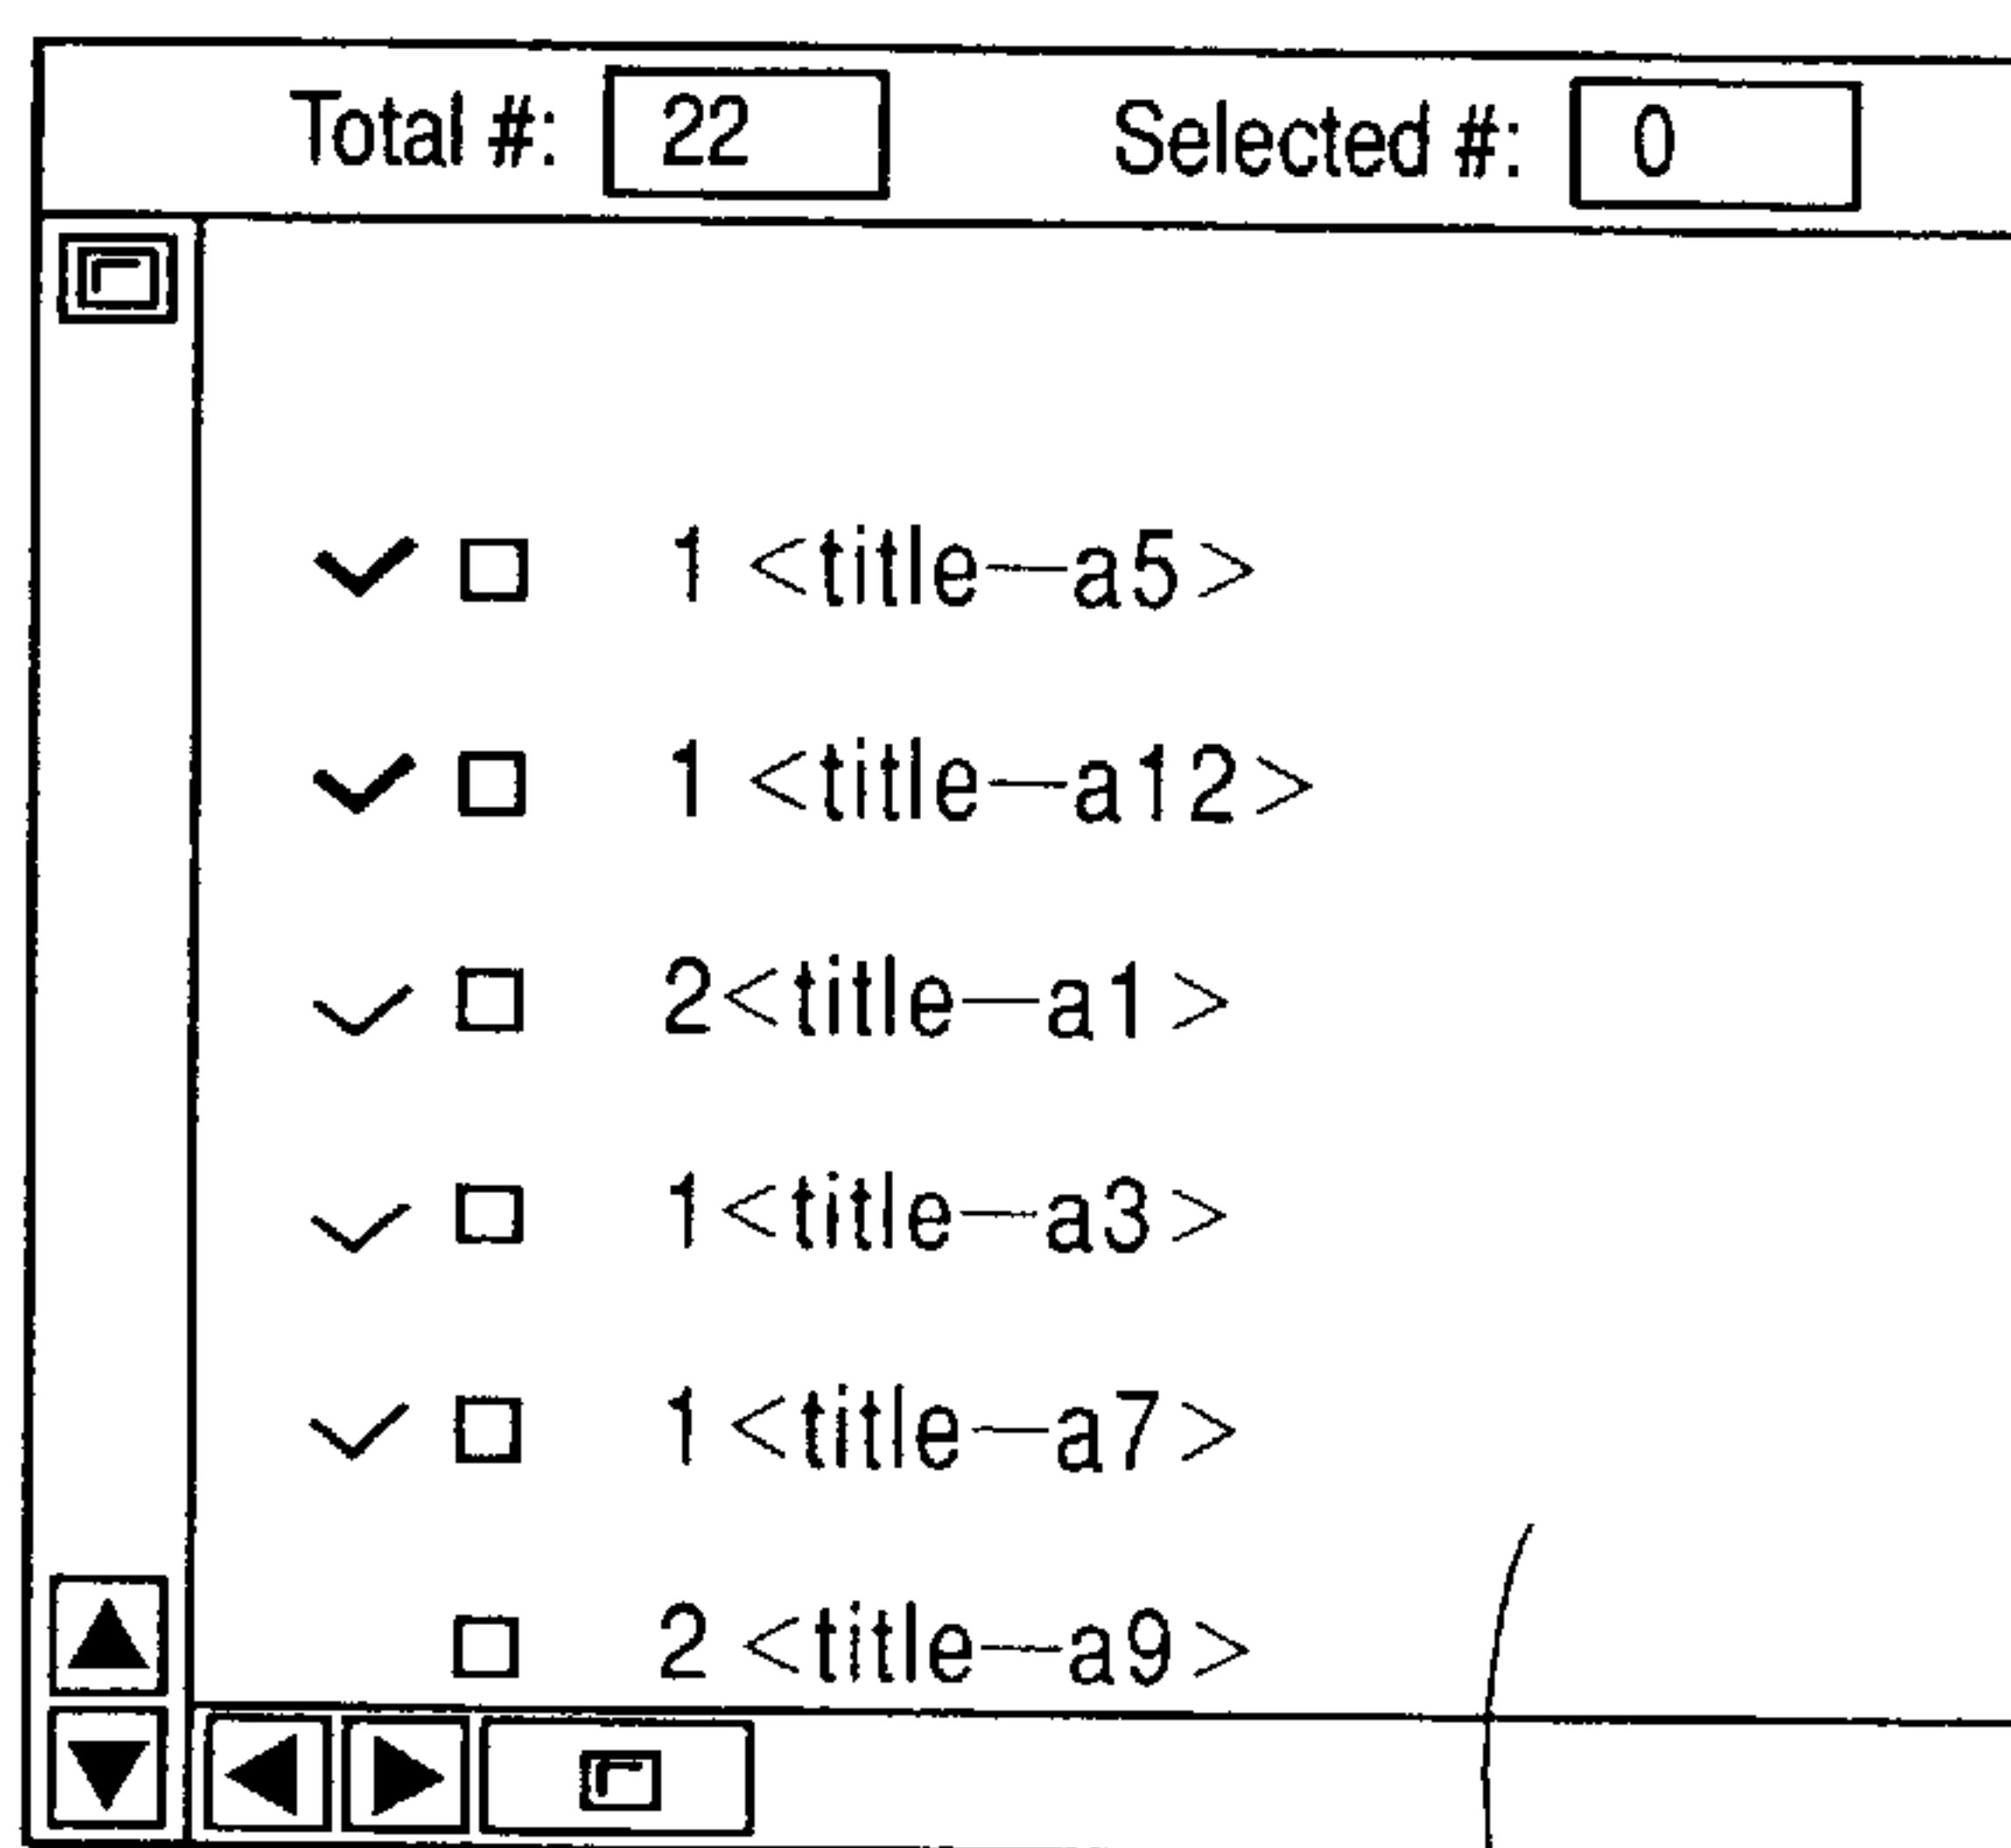 Total #: 22 Selected #: 0
1 <title—a5>
1 <title—a12>
2<title—a1>
1<title—a3>
1 <title—a7>
2 <title—a9>